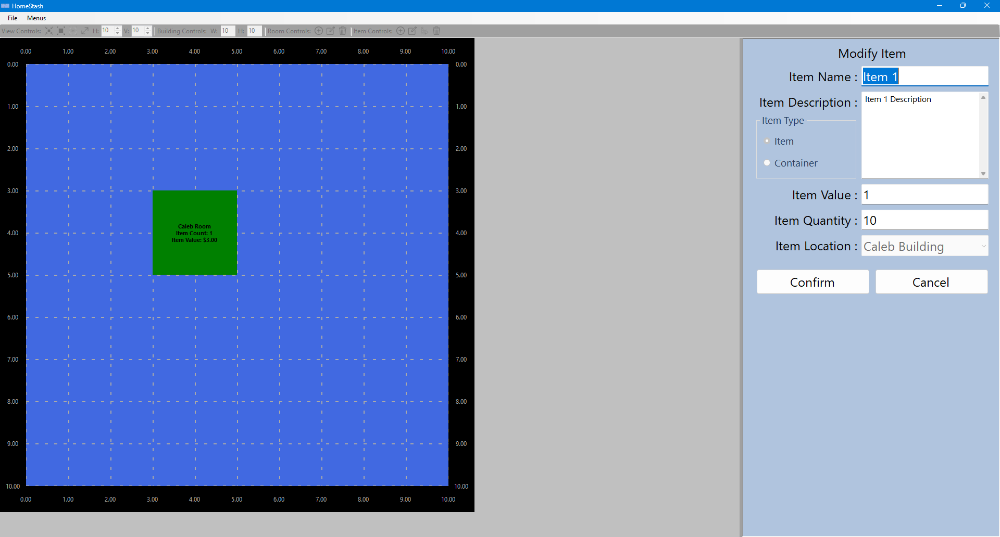 HomeStash
File Menus
View Controls: H: 10 V: 10 Building Controls: W: 10 H: 10 Room Controls: Item Controls:
0.00 1.00 2.00 3.00 4.00 5.00 6.00 7.00 8.00 9.00 10.00
0.00 0.00
1.00 1.00
2.00 2.00
3.00 3.00
Caleb Room
Item Count: 1
Item Value: $3.00
4.00 4.00
5.00 5.00
6.00 6.00
7.00 7.00
8.00 8.00
9.00 9.00
10.00 10.00
0.00 1.00 2.00 3.00 4.00 5.00 6.00 7.00 8.00 9.00 10.00
Modify Item
Item Name : Item 1
Item Description : Item 1 Description
Item Type
Item
Container
Item Value : 1
Item Quantity : 10
Item Location : Caleb Building
Confirm Cancel